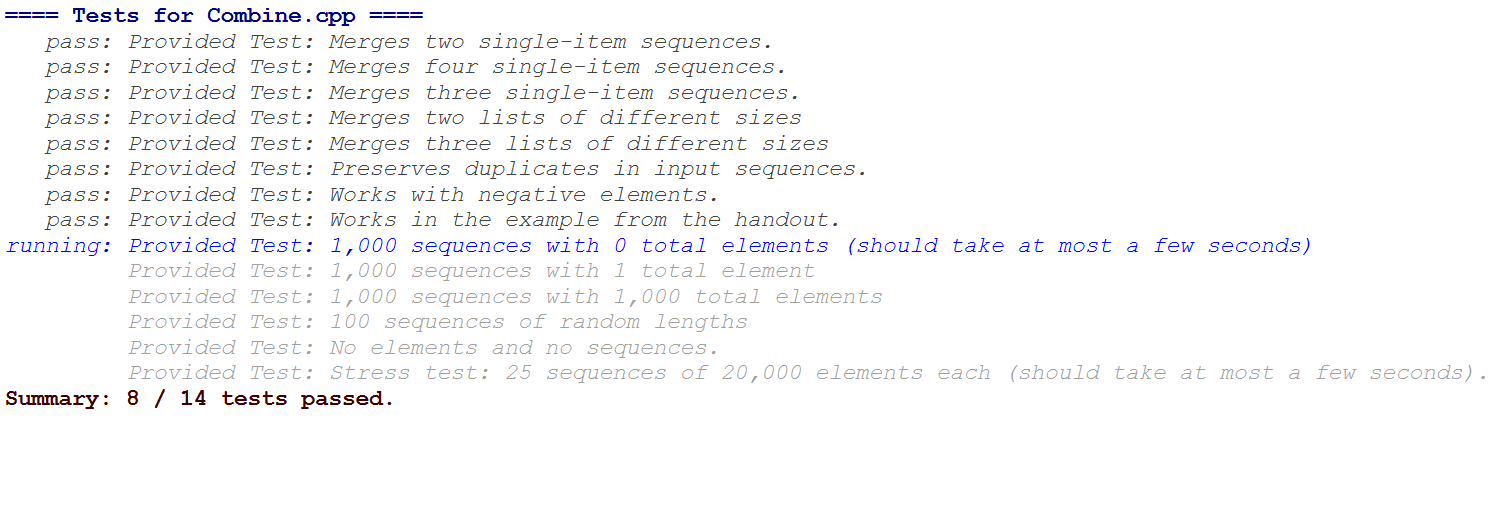 ==== Tests for Combine.cpp ====
pass: Provided Test: Merges two single-item sequences.
pass: Provided Test: Merges four single-item sequences.
pass: Provided Test: Merges three single-item sequences.
pass: Provided Test: Merges two lists of different sizes
pass: Provided Test: Merges three lists of different sizes
pass: Provided Test: Preserves duplicates in input sequences.
pass: Provided Test: Works with negative elements.
pass: Provided Test: Works in the example from the handout.
running: Provided Test: 1,000 sequences with 0 total elements (should take at most a few seconds)
Provided Test: 1,000 sequences with 1 total element
Provided Test: 1,000 sequences with 1,000 total elements
Provided Test: 100 sequences of random lengths
Provided Test: No elements and no sequences.
Provided Test: Stress test: 25 sequences of 20,000 elements each (should take at most a few seconds).
Summary: 8 / 14 tests passed.